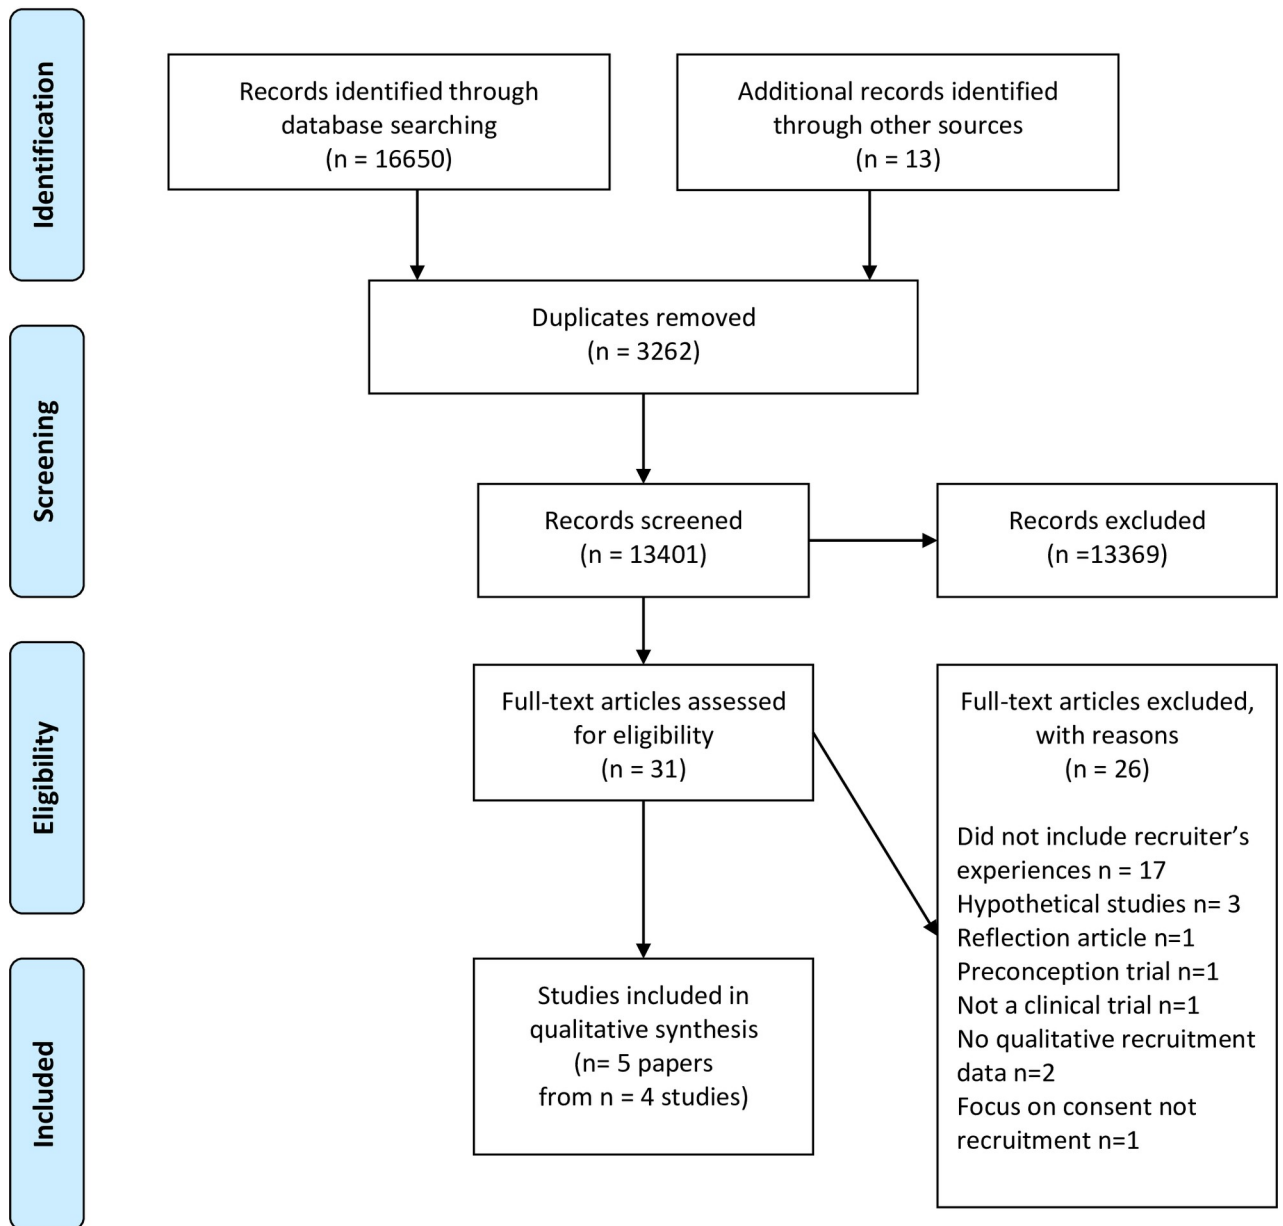 Identification
Records identified through
database searching
(n = 16650)
Additional records identified
through other sources
(n = 13)
Duplicates removed
(n = 3262)
Screening
Records screened
(n = 13401)
Records excluded
(n =13369)
Eligibility
Full-text articles assessed
for eligibility
(n = 31)
Full-text articles excluded,
with reasons
(n = 26)
Did not include recruiter’s
experiences n = 17
Hypothetical studies n= 3
Reflection article n=1
Preconception trial n=1
Not a clinical trial n=1
No qualitative recruitment
data n=2
Focus on consent not
recruitment n=1
Included
Studies included in
qualitative synthesis
(n= 5 papers
from n = 4 studies)